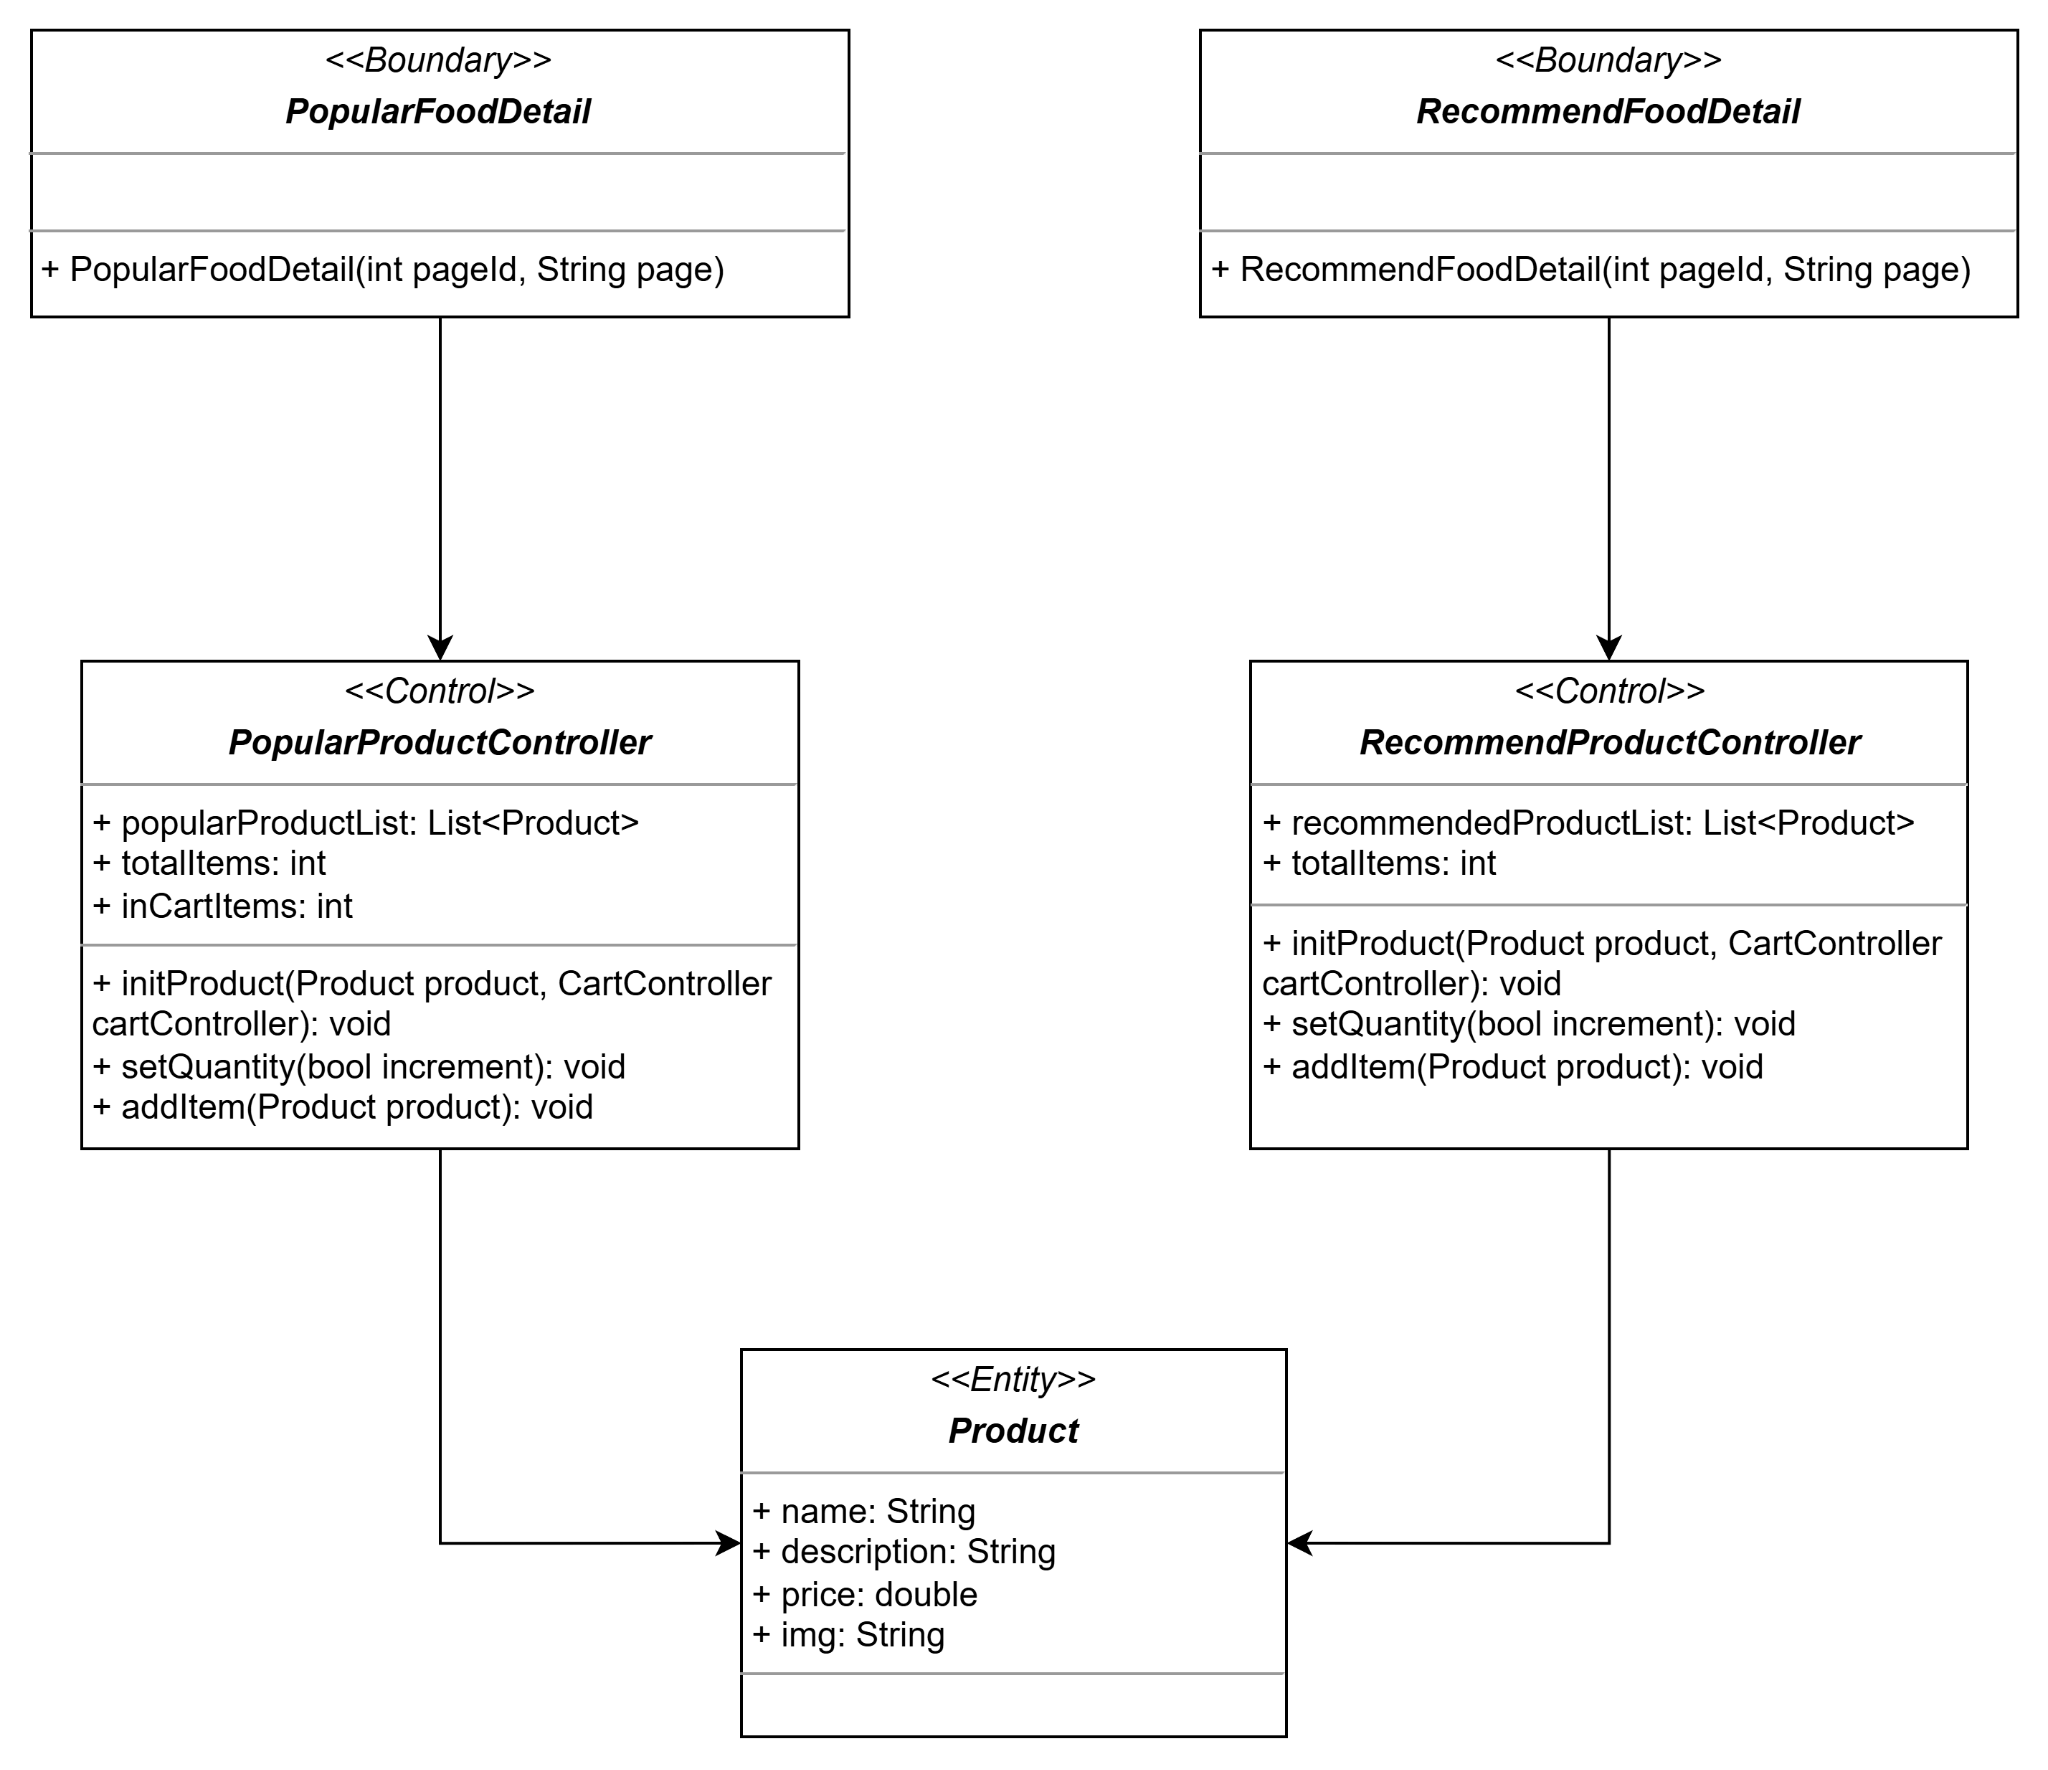 <<Boundary>>
PopularFoodDetail
+ PopularFoodDetail(int pageId, String page)
<<Boundary>>
RecommendFoodDetail
+ RecommendFoodDetail(int pageId, String page)
<<Control>>
PopularProductController
+ popularProductList: List<Product>
+ totalItems: int
+ inCartItems: int
+ initProduct(Product product, CartController
cartController): void
+ setQuantity(bool increment): void
+ addItem(Product product): void
<<Control>>
RecommendProductController
+ recommendedProductList: List<Product>
+ totalItems: int
+ initProduct(Product product, CartController
cartController): void
+ setQuantity(bool increment): void
+ addItem(Product product): void
<<Entity>>
Product
+ name: String
+ description: String
+ price: double
+ img: String